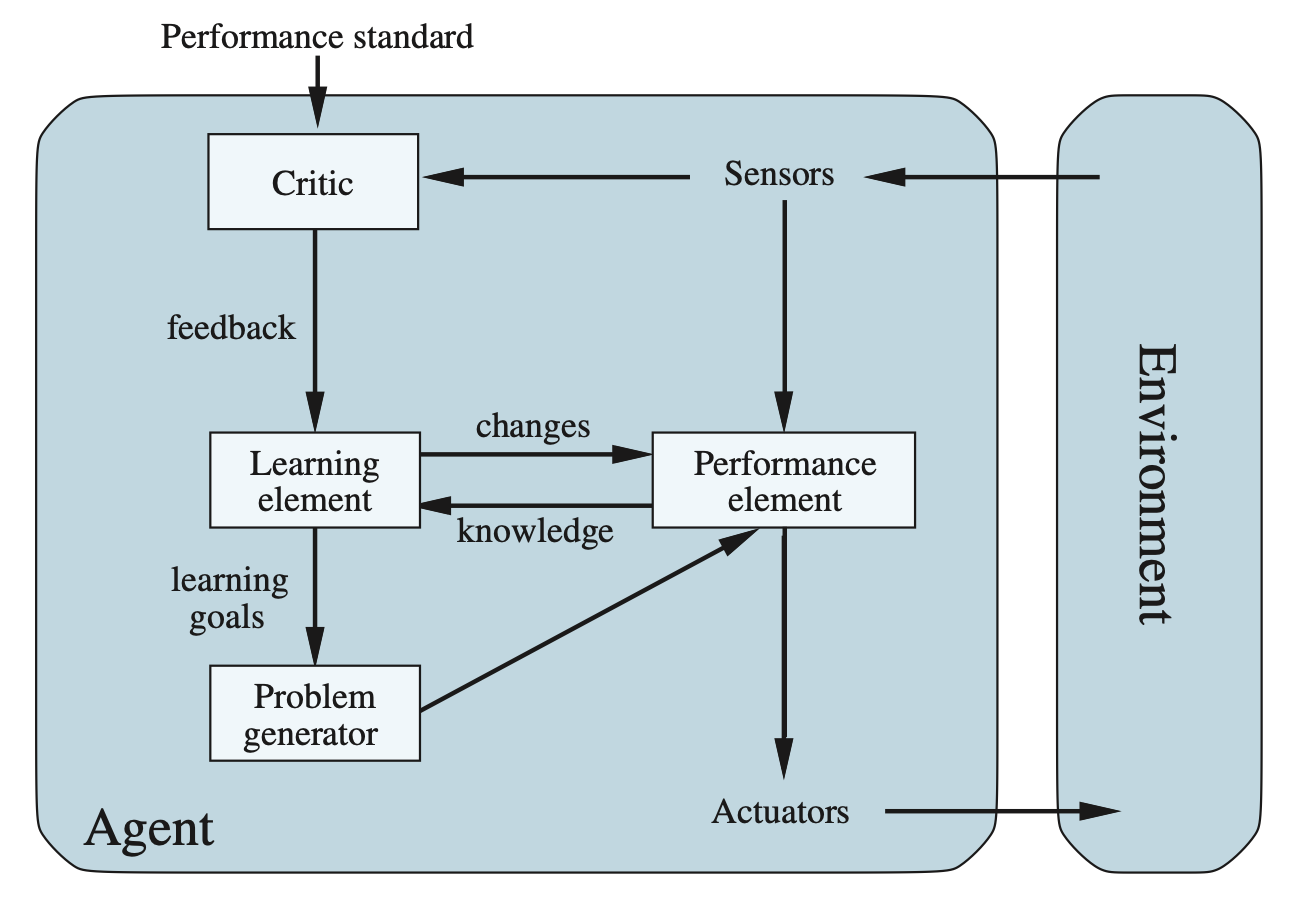 Performance standard
Critic
Sensors
feedback
changes
Learning
element
Performance
element
knowledge
learning
goals
Problem
generator
Actuators
Agent
Environment